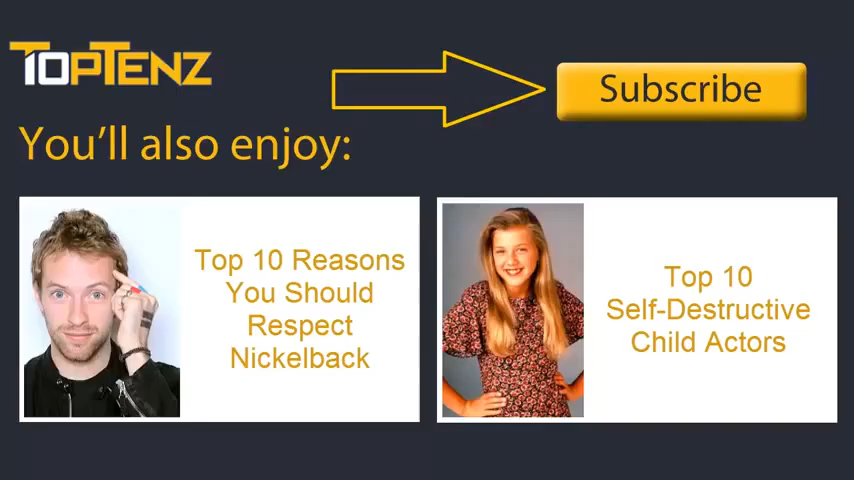 TOPTENZ
Subscribe
You'll also enjoy:
Top 10 Reasons
You Should
Respect
Nickelback
Top 10
Self-Destructive
Child Actors